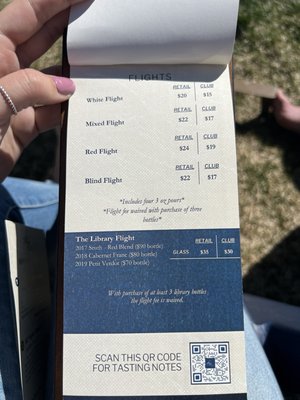 FLIGHTS
RETAIL CLUB
White Flight $20 $15
RETAIL CLUB
Mixed Flight $22 $17
RETAIL CLUB
Red Flight $24 $19
RETAIL CLUB
Blind Flight $22 $17
*Includes four 3 oz pours*
*Flight fee waived with purchase of three
bottles*
The Library Flight RETAIL CLUB
2017 Sixth - Red Blend ($90 bottle)
2018 Cabernet Franc ($80 bottle) GLASS $35 $30
2019 Petit Verdot ($70 bottle)
With purchase of at least 3 library bottles
the flight fee is waived.
SCAN THIS QR CODE
FOR TASTING NOTES